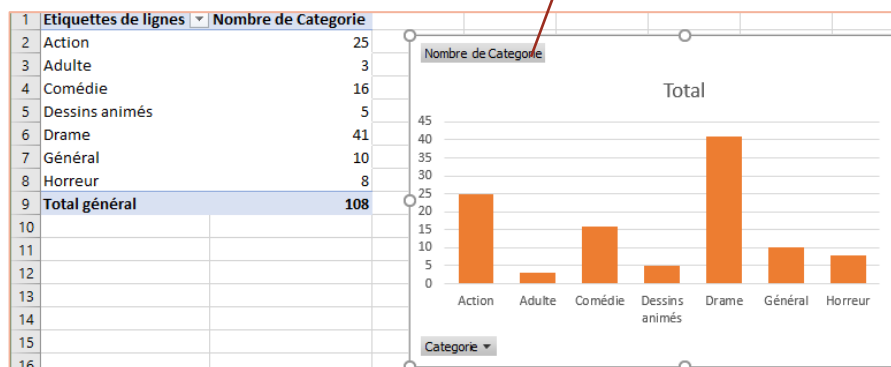 1 Etiquettes de lignes Nombre de Categorie
2 Action 25
3 Adulte 3
4 Comédie 16
5 Dessins animés 5
6 Drame 41
7 Général 10
8 Horreur 8
9 Total général 108
10
11
12
13
14
15
16
Nombre de Categorie
Total
45
40
35
30
25
20
15
10
5
0
Action Adulte Comédie Dessins animés Drame Général Horreur
Categorie